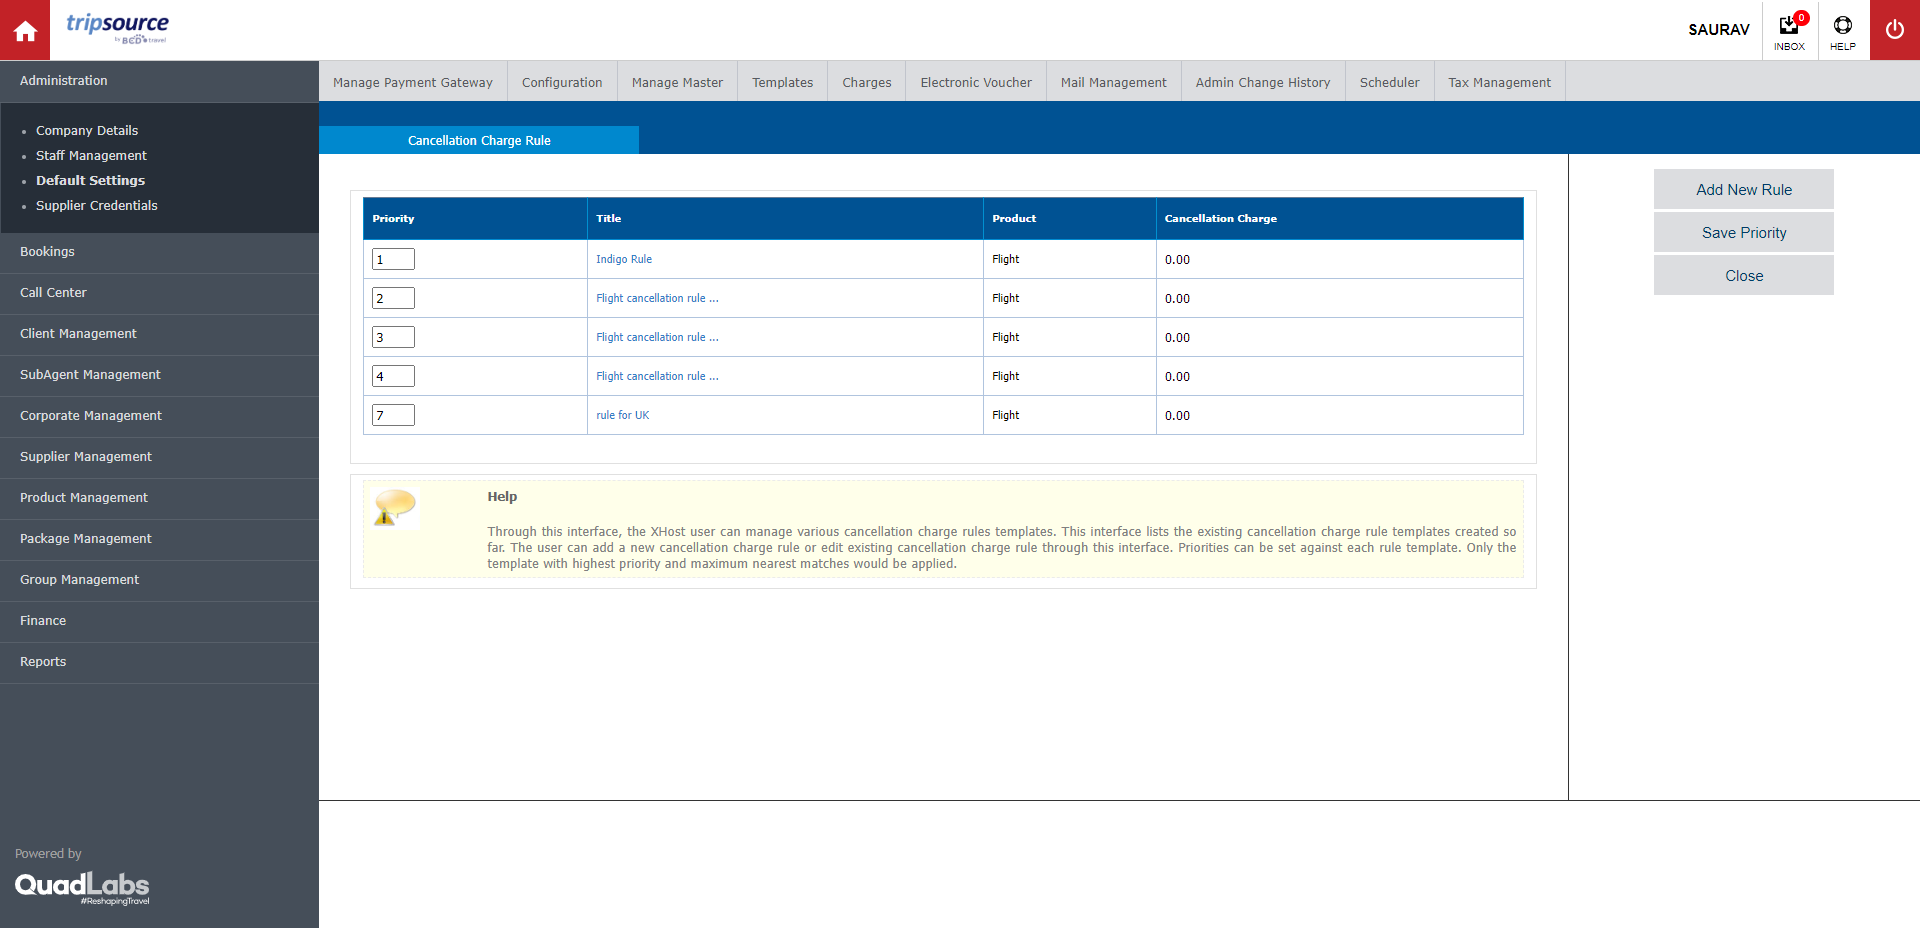 tripsource
by BCD travel
SAURAV
0
INBOX
HELP
Administration
Company Details
Staff Management
Default Settings
Supplier Credentials
Bookings
Call Center
Client Management
SubAgent Management
Corporate Management
Supplier Management
Product Management
Package Management
Group Management
Finance
Reports
Powered by
QuadLabs
#ReshapingTravel
Manage Payment Gateway Configuration Manage Master Templates Charges Electronic Voucher Mail Management Admin Change History Scheduler Tax Management
Cancellation Charge Rule
Priority Title Product Cancellation Charge
1 Indigo Rule Flight 0.00
2 Flight cancellation rule ... Flight 0.00
3 Flight cancellation rule ... Flight 0.00
4 Flight cancellation rule ... Flight 0.00
7 rule for UK Flight 0.00
Help
Through this interface, the XHost user can manage various cancellation charge rules templates. This interface lists the existing cancellation charge rule templates created so
far. The user can add a new cancellation charge rule or edit existing cancellation charge rule through this interface. Priorities can be set against each rule template. Only the
template with highest priority and maximum nearest matches would be applied.
Add New Rule
Save Priority
Close